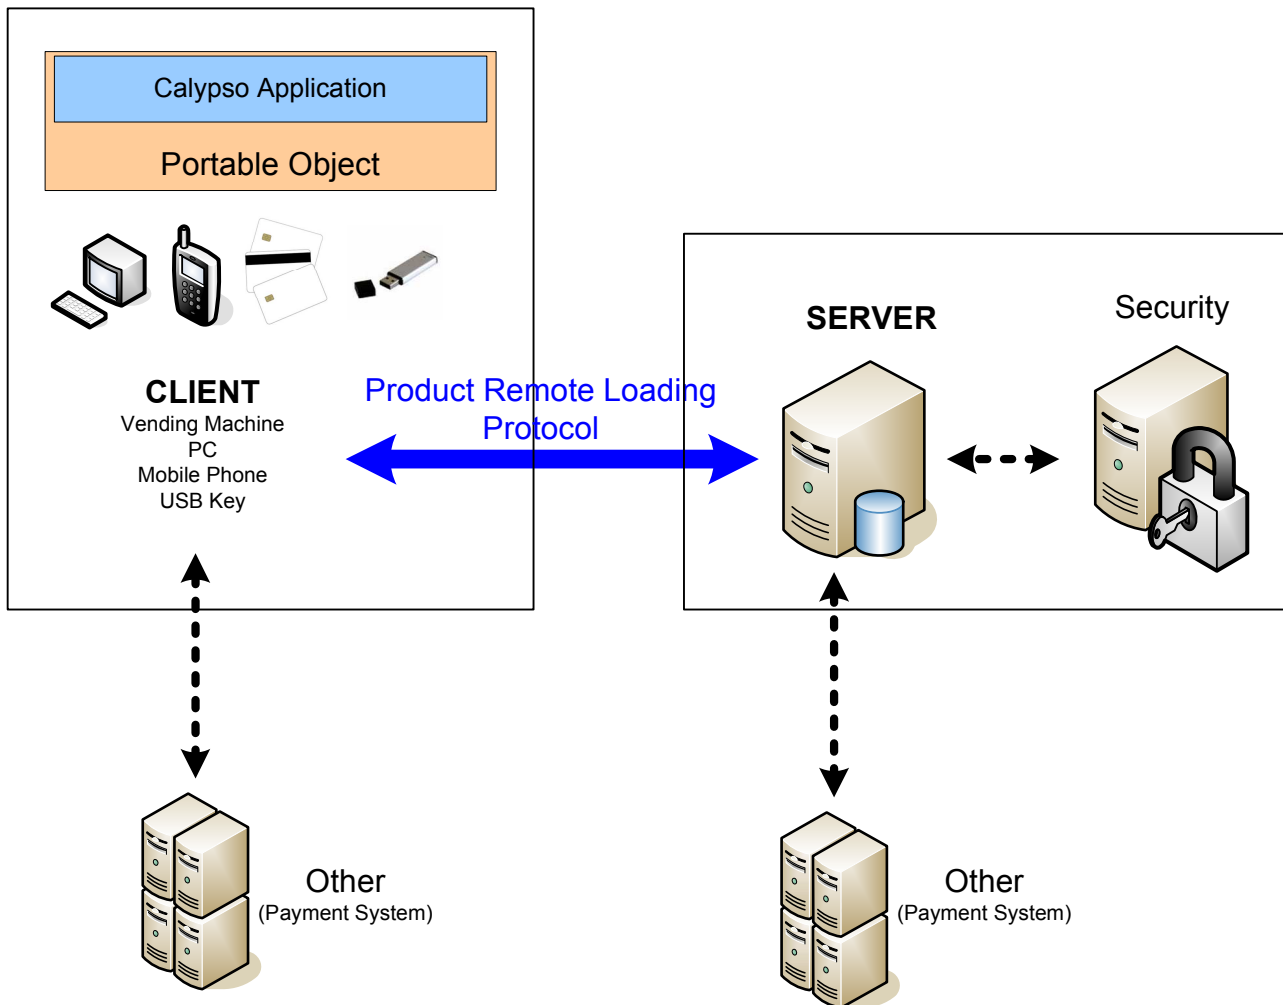 Calypso Application
Portable Object
CLIENT
Vending Machine
PC
Mobile Phone
USB Key
Product Remote Loading
Protocol
SERVER
Security
Other
(Payment System)
Other
(Payment System)